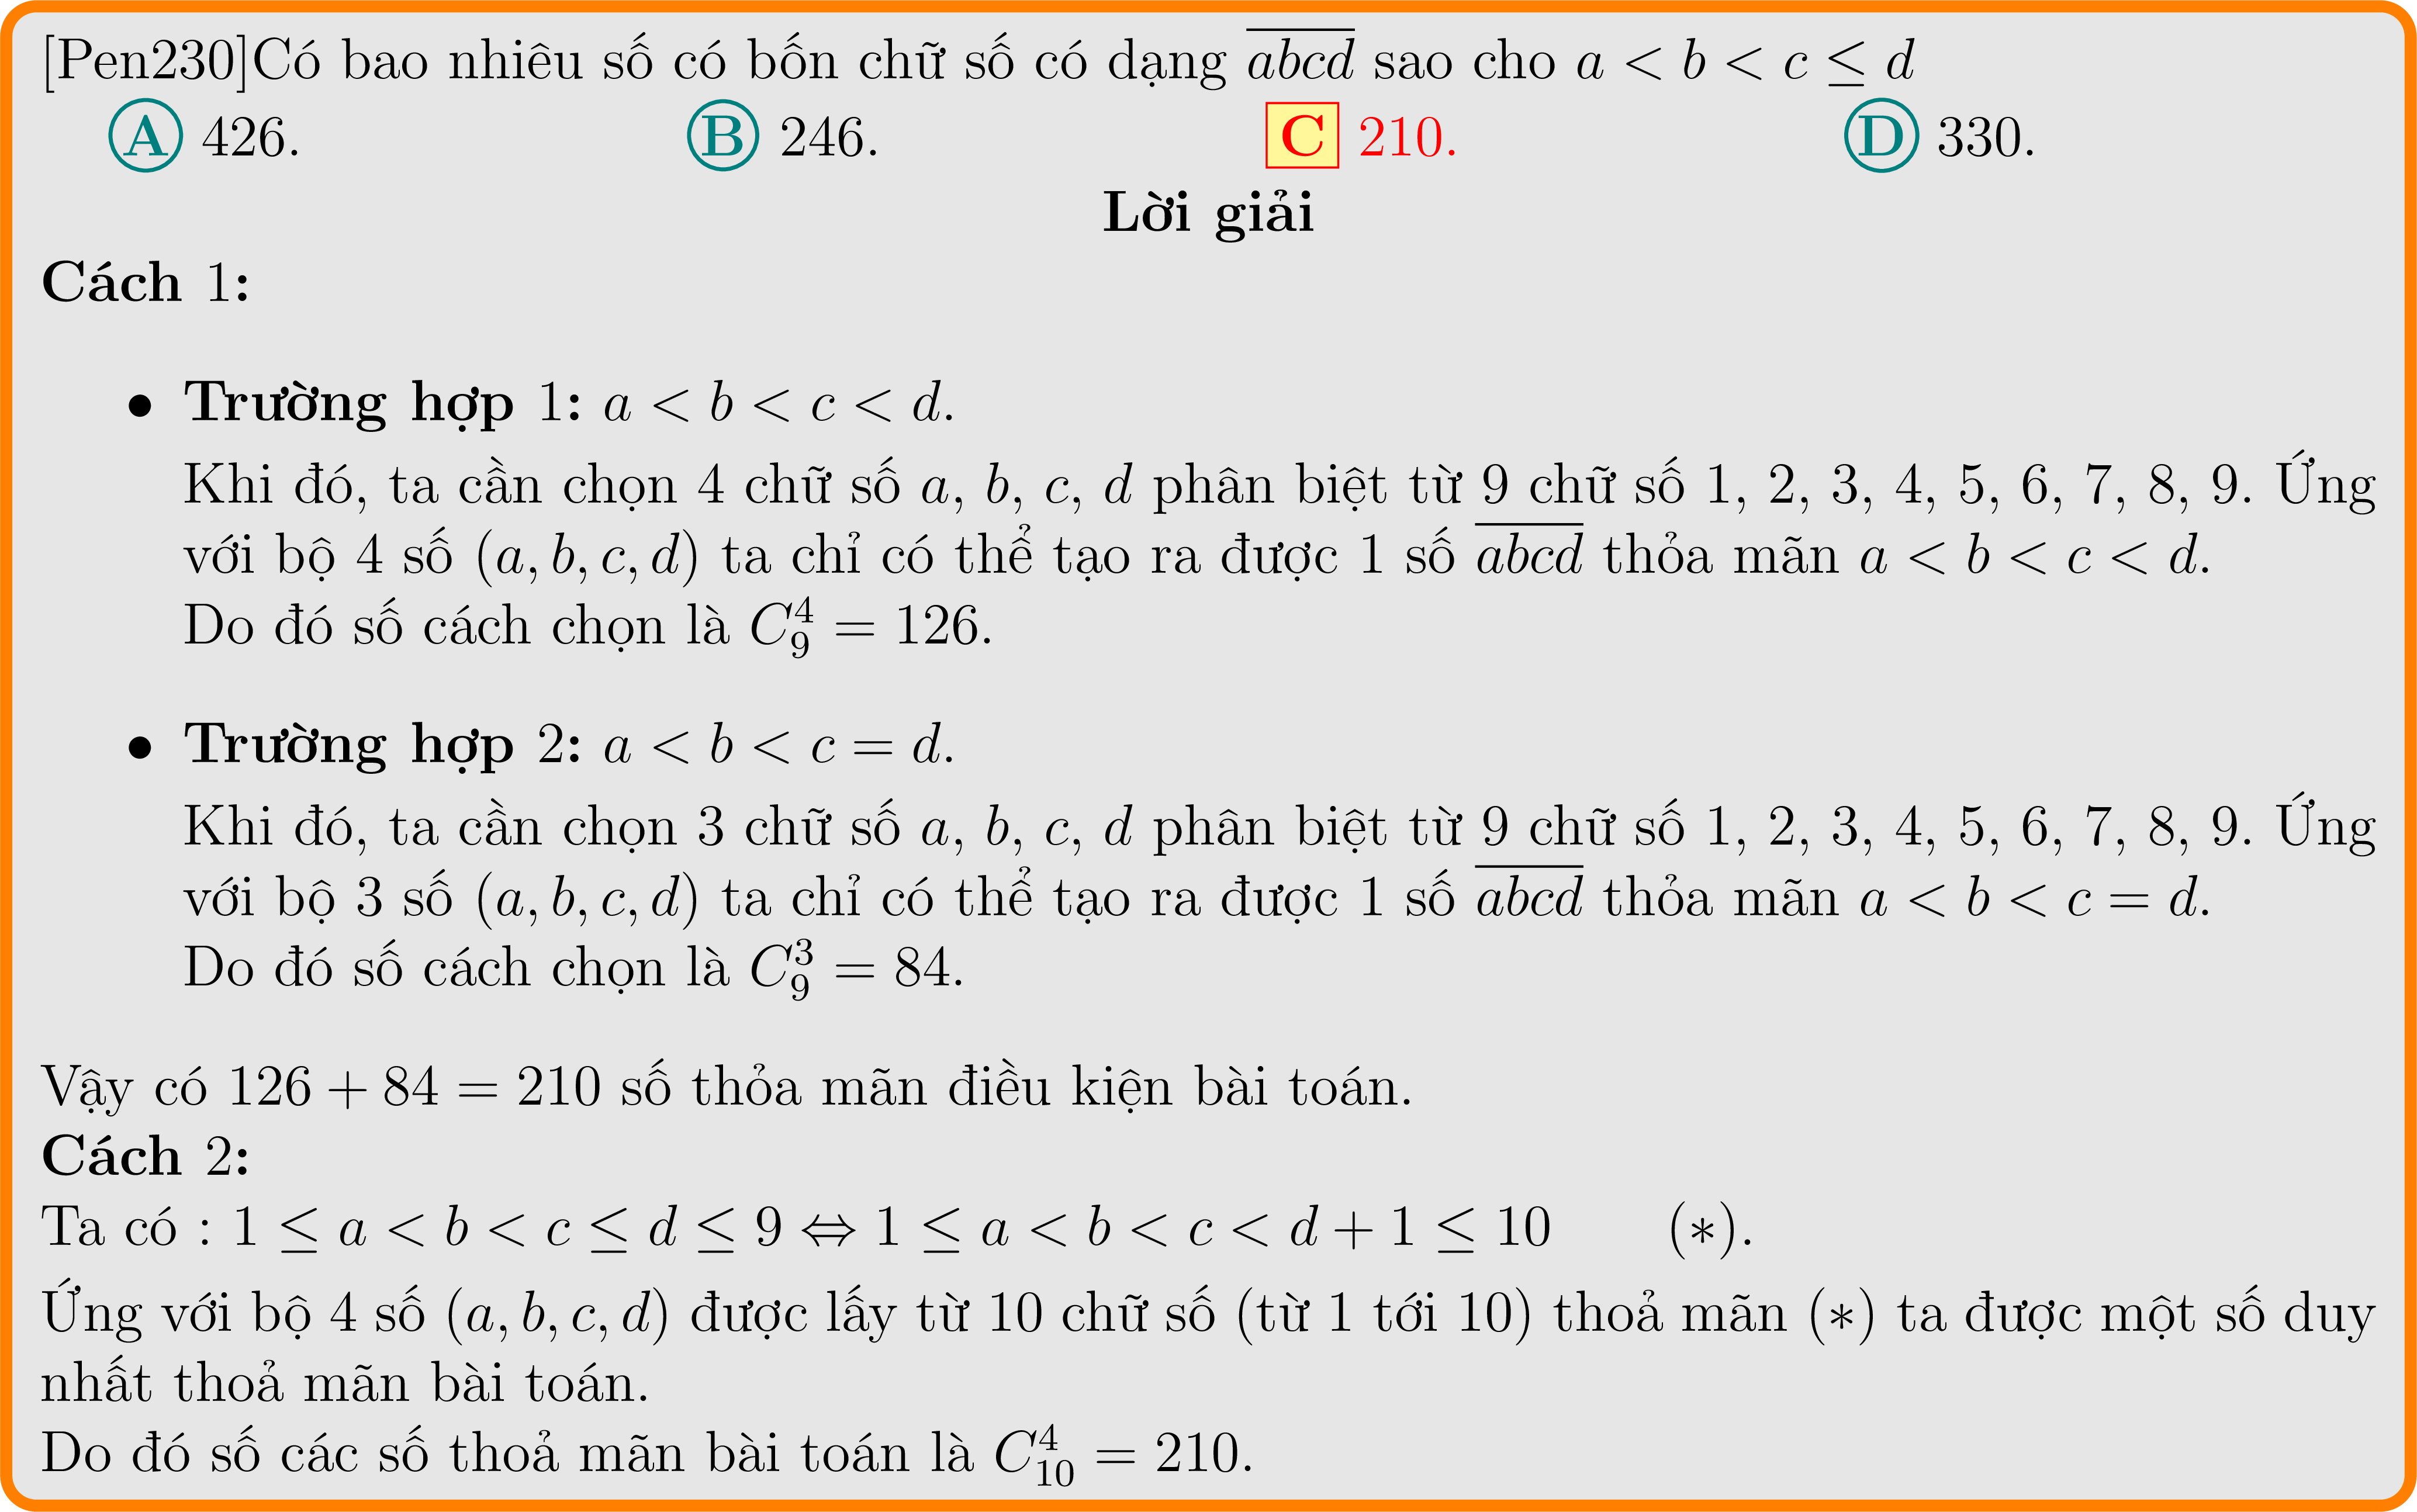 [Pen230]Có bao nhiêu số có bốn chữ số có dạng $\overline{abcd}$ sao cho $a < b < c \leq d$
A 426. B 246. C 210. D 330.
Lời giải
Cách 1:
• Trường hợp 1: $a < b < c < d$.
Khi đó, ta cần chọn 4 chữ số $a$, $b$, $c$, $d$ phân biệt từ 9 chữ số 1, 2, 3, 4, 5, 6, 7, 8, 9. Ứng
với bộ 4 số $(a, b, c, d)$ ta chỉ có thể tạo ra được 1 số $\overline{abcd}$ thỏa mãn $a < b < c < d$.
Do đó số cách chọn là $C_9^4 = 126$.
• Trường hợp 2: $a < b < c = d$.
Khi đó, ta cần chọn 3 chữ số $a$, $b$, $c$, $d$ phân biệt từ 9 chữ số 1, 2, 3, 4, 5, 6, 7, 8, 9. Ứng
với bộ 3 số $(a, b, c, d)$ ta chỉ có thể tạo ra được 1 số $\overline{abcd}$ thỏa mãn $a < b < c = d$.
Do đó số cách chọn là $C_9^3 = 84$.
Vậy có $126 + 84 = 210$ số thỏa mãn điều kiện bài toán.
Cách 2:
Ta có : $1 \leq a < b < c \leq d \leq 9 \Leftrightarrow 1 \leq a < b < c < d + 1 \leq 10$ (∗).
Ứng với bộ 4 số $(a, b, c, d)$ được lấy từ 10 chữ số (từ 1 tới 10) thoả mãn (∗) ta được một số duy
nhất thoả mãn bài toán.
Do đó số các số thoả mãn bài toán là $C_{10}^4 = 210$.